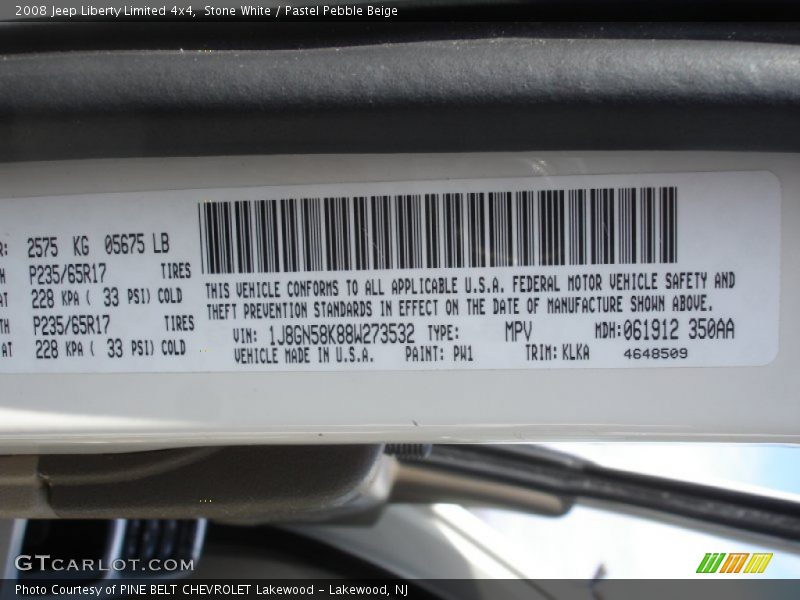 2008 Jeep Liberty Limited 4x4, Stone White / Pastel Pebble Beige
2575 KG 05675 LB
P235/65R17 TIRES
AT 228 KPA ( 33 PSI) COLD
TH P235/65R17 TIRES
AT 228 KPA ( 33 PSI) COLD
THIS VEHICLE CONFORMS TO ALL APPLICABLE U.S.A. FEDERAL MOTOR VEHICLE SAFETY AND
THEFT PREVENTION STANDARDS IN EFFECT ON THE DATE OF MANUFACTURE SHOWN ABOVE.
VIN: 1J8GN58K88W273532 TYPE: MPV MDH:061912 350AA
VEHICLE MADE IN U.S.A. PAINT: PW1 TRIM: KLKA 4648509
GTCARLOT.COM
Photo Courtesy of PINE BELT CHEVROLET Lakewood - Lakewood, NJ